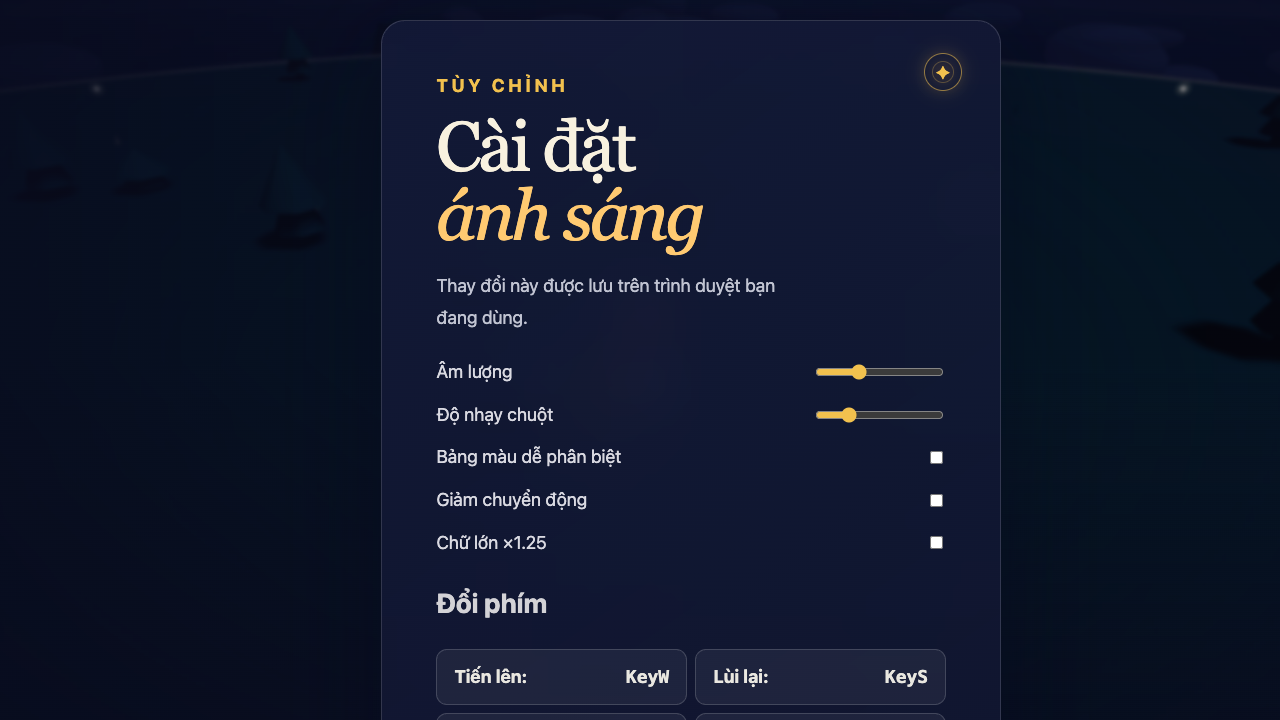 TÙY CHỈNH
Cài đặt
ánh sáng
Thay đổi này được lưu trên trình duyệt bạn
đang dùng.
Âm lượng
Độ nhạy chuột
Bảng màu dễ phân biệt
Giảm chuyển động
Chữ lớn ×1.25
Đổi phím
Tiến lên: KeyW
Lùi lại: KeyS